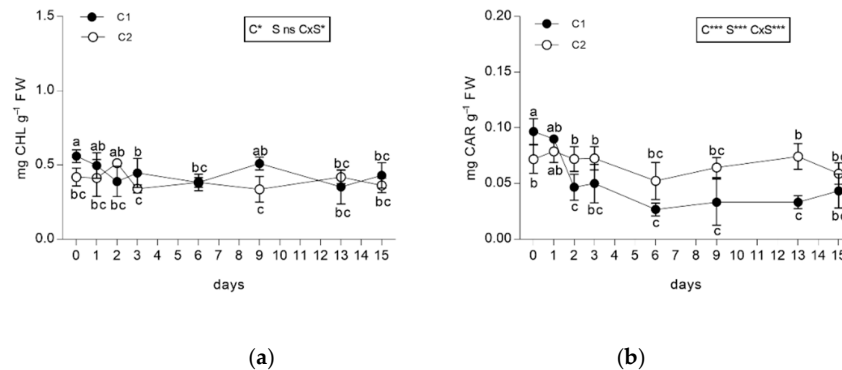 C1
C2
C* S ns CxS*
mg CHL g⁻¹ FW
1.5
1.0
0.5
0.0
a ab ab b bc ab bc bc
bc bc bc c bc c bc bc
0 1 2 3 4 5 6 7 8 9 10 11 12 13 14 15
days
(a)
C1
C2
C*** S*** CxS***
mg CAR g⁻¹ FW
0.20
0.15
0.10
0.05
0.00
a ab b b bc bc b bc
b ab c bc c c c bc
0 1 2 3 4 5 6 7 8 9 10 11 12 13 14 15
days
(b)